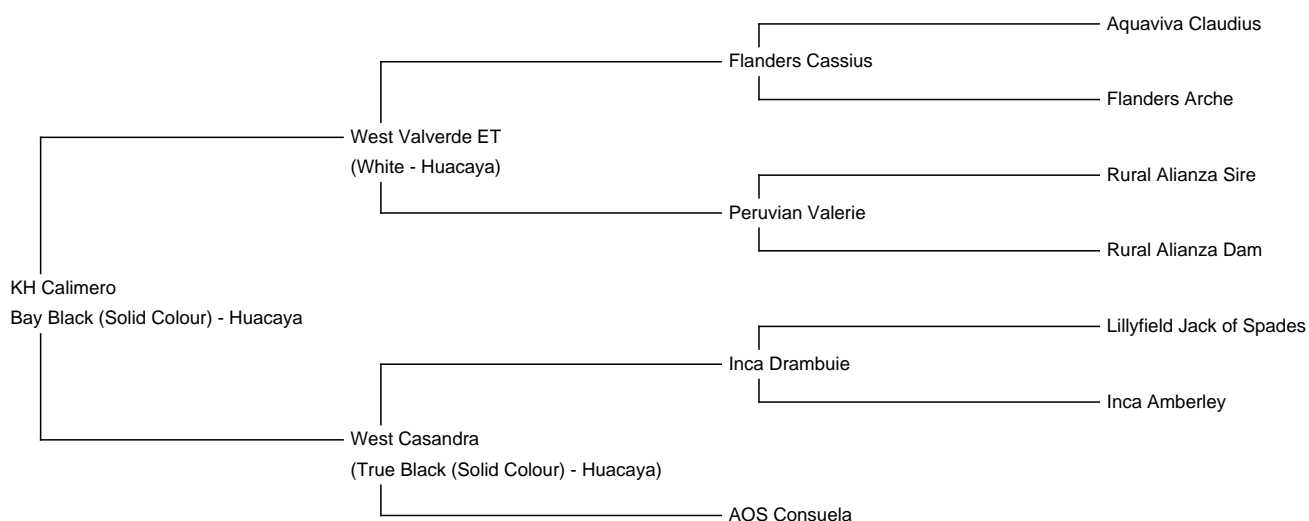 Aquaviva Claudius
Flanders Cassius
Flanders Arche
West Valverde ET
(White - Huacaya)
Rural Alianza Sire
Peruvian Valerie
Rural Alianza Dam
KH Calimero
Bay Black (Solid Colour) - Huacaya
Lillyfield Jack of Spades
Inca Drambuie
Inca Amberley
West Casandra
(True Black (Solid Colour) - Huacaya)
AOS Consuela